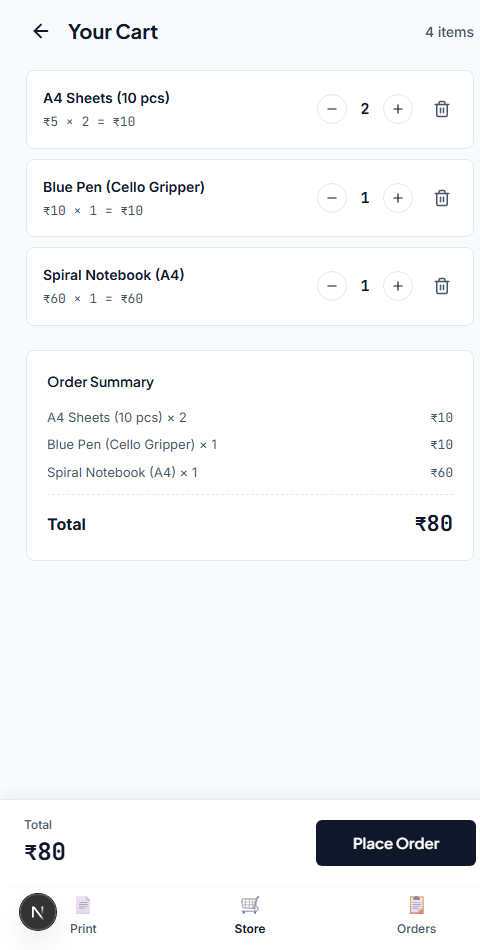 Your Cart
4 items
A4 Sheets (10 pcs)
₹5 × 2 = ₹10
2
Blue Pen (Cello Gripper)
₹10 × 1 = ₹10
1
Spiral Notebook (A4)
₹60 × 1 = ₹60
1
Order Summary
A4 Sheets (10 pcs) × 2 ₹10
Blue Pen (Cello Gripper) × 1 ₹10
Spiral Notebook (A4) × 1 ₹60
Total ₹80
Total
₹80
Place Order
N
Print
Store
Orders